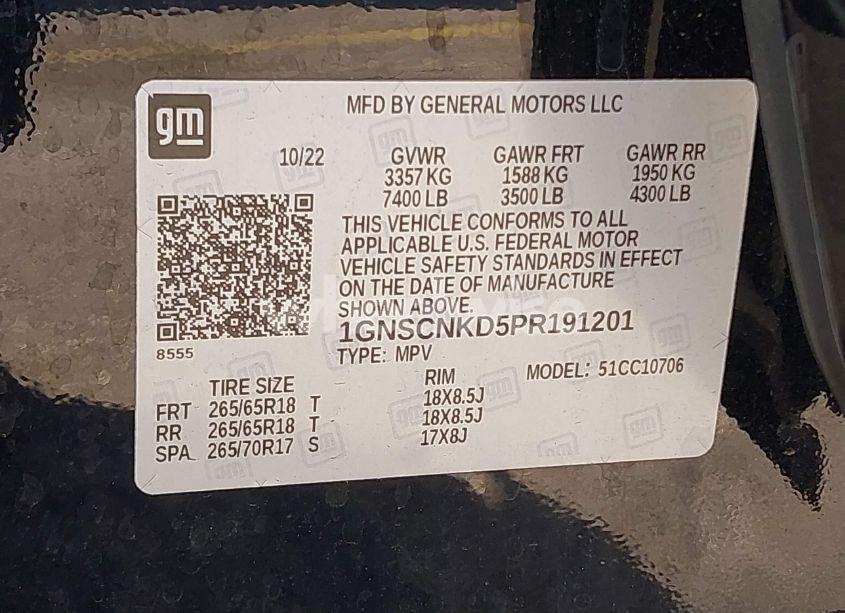 gm
MFD BY GENERAL MOTORS LLC
10/22
GVWR GAWR FRT GAWR RR
3357 KG 1588 KG 1950 KG
7400 LB 3500 LB 4300 LB
THIS VEHICLE CONFORMS TO ALL
APPLICABLE U.S. FEDERAL MOTOR
VEHICLE SAFETY STANDARDS IN EFFECT
ON THE DATE OF MANUFACTURE
SHOWN ABOVE.
1GNSCNKD5PR191201
8555
TYPE: MPV MODEL: 51CC10706
TIRE SIZE RIM
FRT 265/65R18 T 18X8.5J
RR 265/65R18 T 18X8.5J
SPA 265/70R17 S 17X8J